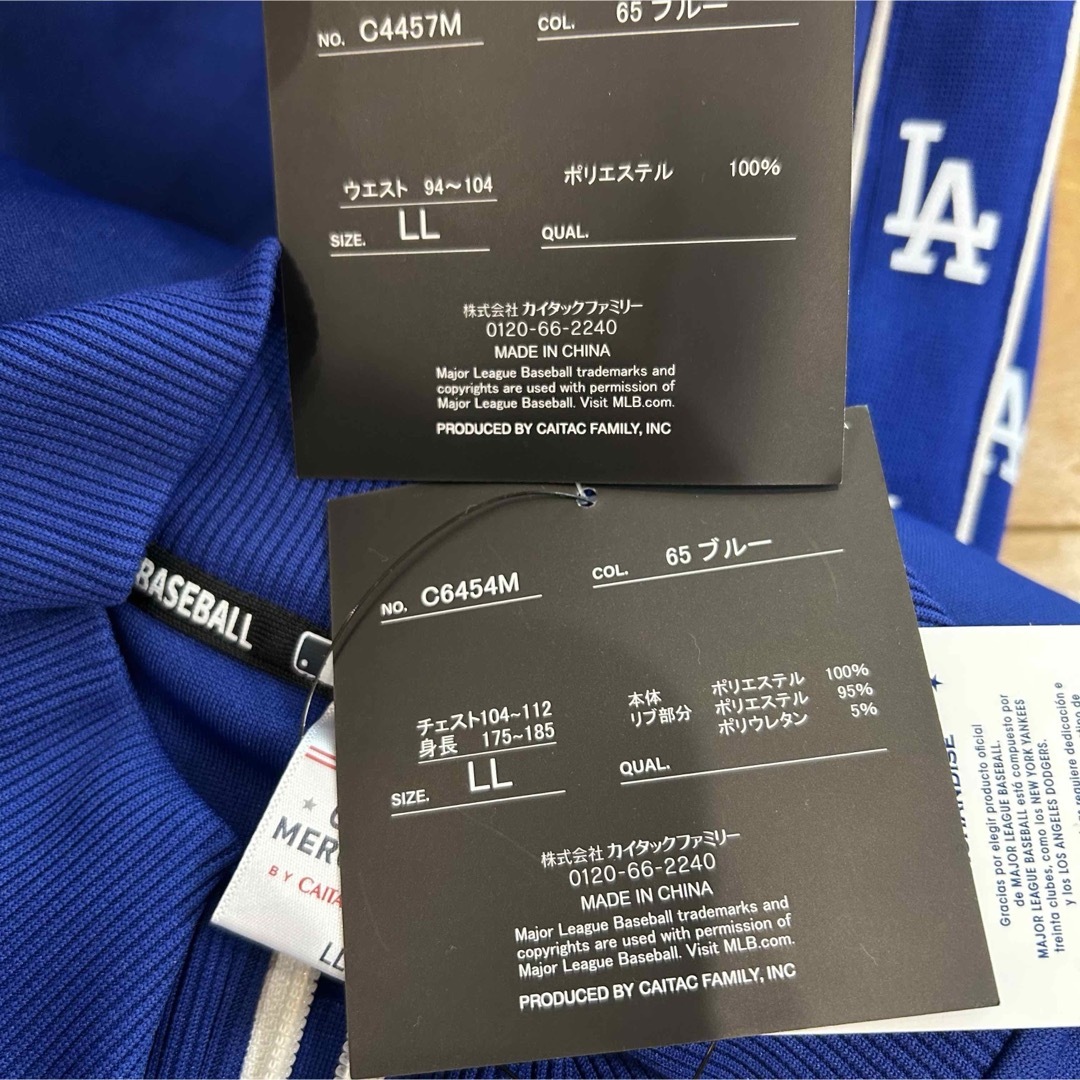 NO. C4457M
COL. 65 ブルー
ウエスト 94～104
SIZE. LL
ポリエステル 100%
QUAL.
株式会社 カイタックファミリー
0120-66-2240
MADE IN CHINA
Major League Baseball trademarks and
copyrights are used with permission of
Major League Baseball. Visit MLB.com.
PRODUCED BY CAITAC FAMILY, INC
LA
BASEBALL
NO. C6454M
COL. 65 ブルー
チェスト104~112
身長 175~185
SIZE. LL
本体 ポリエステル 100%
リブ部分 ポリエステル 95%
ポリウレタン 5%
QUAL.
株式会社 カイタックファミリー
0120-66-2240
MADE IN CHINA
Major League Baseball trademarks and
copyrights are used with permission of
Major League Baseball. Visit MLB.com.
PRODUCED BY CAITAC FAMILY, INC
BY
Gracias por elegir producto oficial
de MAJOR LEAGUE BASEBALL.
MAJOR LEAGUE BASEBALL está compuesto por
treinta clubes, como los NEW YORK YANKEES
y los LOS ANGELES DODGERS.
requiere dedicación e